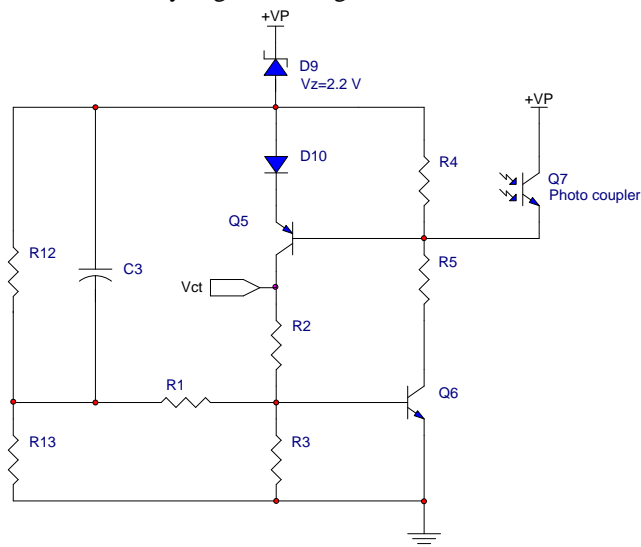 +VP
D9
Vz=2.2 V
+VP
D10
R4
Q7
Photo coupler
Q5
R12
C3
R5
Vct
R2
R1
Q6
R13
R3